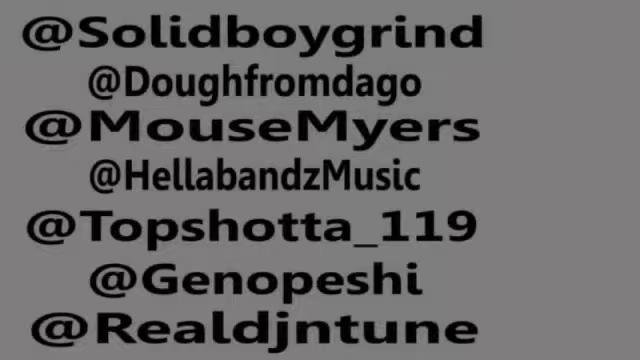 @Solidboygrind
@Doughfromdago
@MouseMyers
@HellabandzMusic
@Topshotta_119
@Genopeshi
@Realdjntune